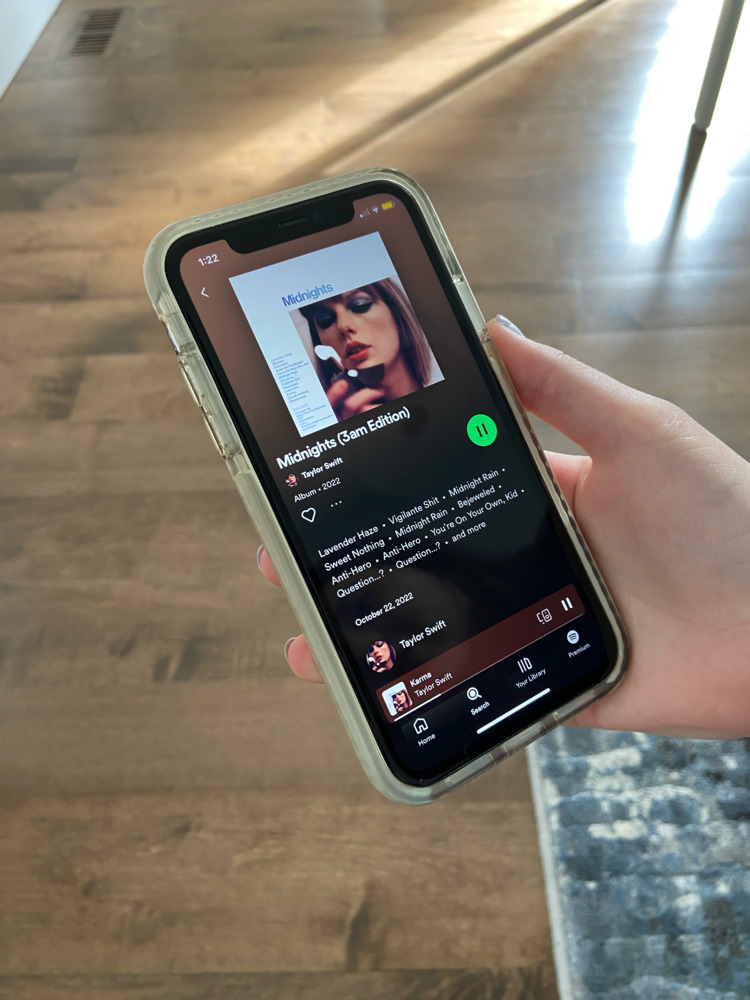 1:22
Midnights
Midnights (3am Edition)
Taylor Swift
Album • 2022
Lavender Haze • Vigilante Shit • Midnight Rain •
Sweet Nothing • Midnight Rain • Bejeweled •
Anti-Hero • Anti-Hero • You're On Your Own, Kid •
Question...? • Question...? • and more
October 22, 2022
Taylor Swift
Karma
Taylor Swift
Home
Search
Your Library
Premium